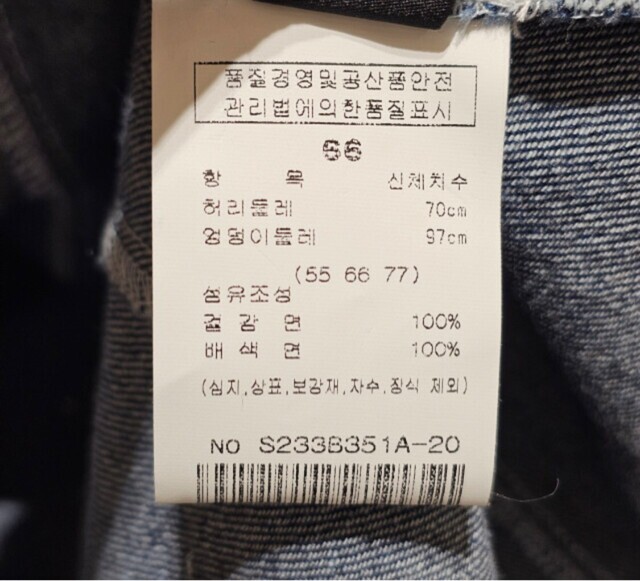 품질경영및공산품안전
관리법에의한품질표시
66
항 목 신체치수
허리둘레 70cm
엉덩이둘레 97cm
(55 66 77)
섬유조성
겉 감 면 100%
배 색 면 100%
(심지,상표,보강재,자수,장식 제외)
NO S233B351A-20